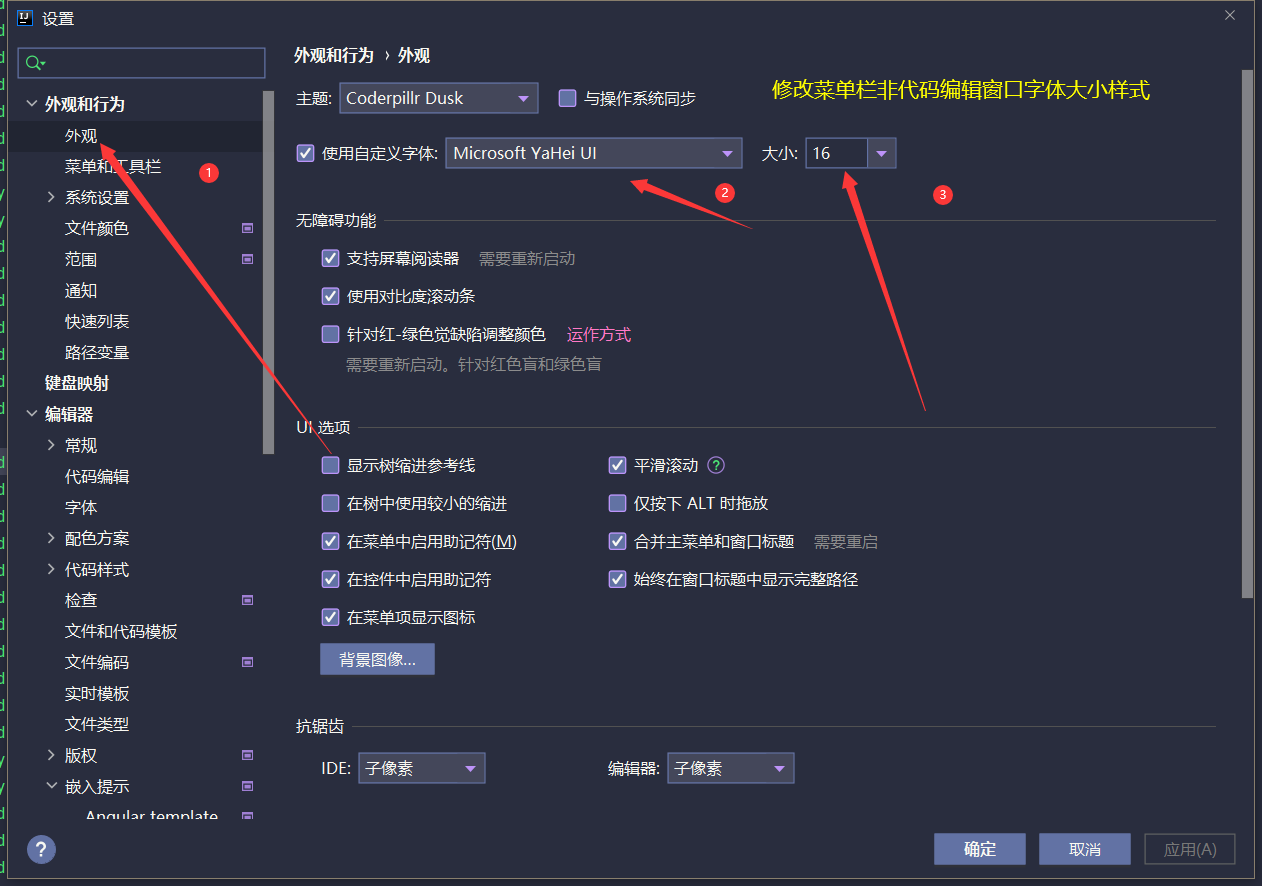 设置
外观和行为 › 外观
修改菜单栏非代码编辑窗口字体大小样式
主题: Coderpillr Dusk 与操作系统同步
使用自定义字体: Microsoft YaHei UI 大小: 16
外观和行为
外观
菜单和工具栏
系统设置
文件颜色
范围
通知
快速列表
路径变量
键盘映射
编辑器
常规
代码编辑
字体
配色方案
代码样式
检查
文件和代码模板
文件编码
实时模板
文件类型
版权
嵌入提示
Angular template
1
2
3
无障碍功能
支持屏幕阅读器 需要重新启动
使用对比度滚动条
针对红-绿色觉缺陷调整颜色 运作方式
需要重新启动。针对红色盲和绿色盲
UI 选项
显示树缩进参考线 平滑滚动 ?
在树中使用较小的缩进 仅按下 ALT 时拖放
在菜单中启用助记符(M) 合并主菜单和窗口标题 需要重启
在控件中启用助记符 始终在窗口标题中显示完整路径
在菜单项显示图标
背景图像...
抗锯齿
IDE: 子像素 编辑器: 子像素
? 确定 取消 应用(A)